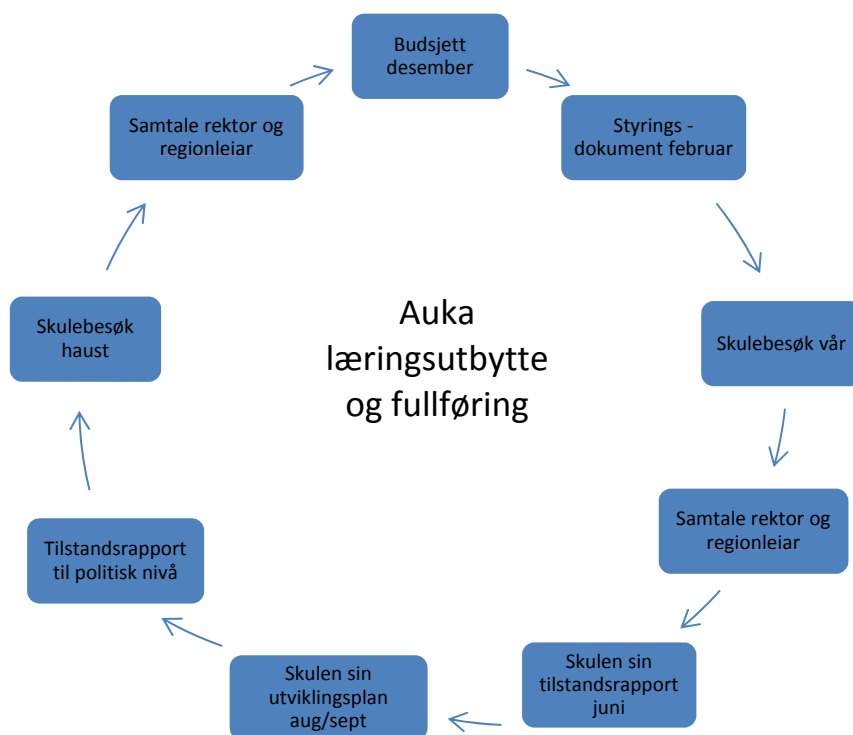 Budsjett
desember
Styrings -
dokument februar
Skulebesøk vår
Samtale rektor og
regionleiar
Skulen sin
tilstandsrapport
juni
Skulen sin
utviklingsplan
aug/sept
Tilstandsrapport
til politisk nivå
Skulebesøk
haust
Samtale rektor og
regionleiar
Auka
læringsutbytte
og fullføring